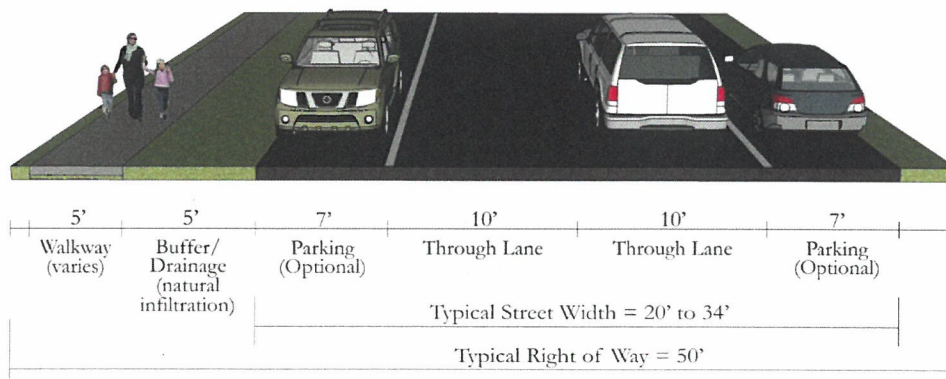 5' 5' 7' 10' 10' 7'
Walkway
(varies)
Buffer/
Drainage
(natural
infiltration)
Parking
(Optional)
Through Lane
Through Lane
Parking
(Optional)
Typical Street Width = 20' to 34'
Typical Right of Way = 50'